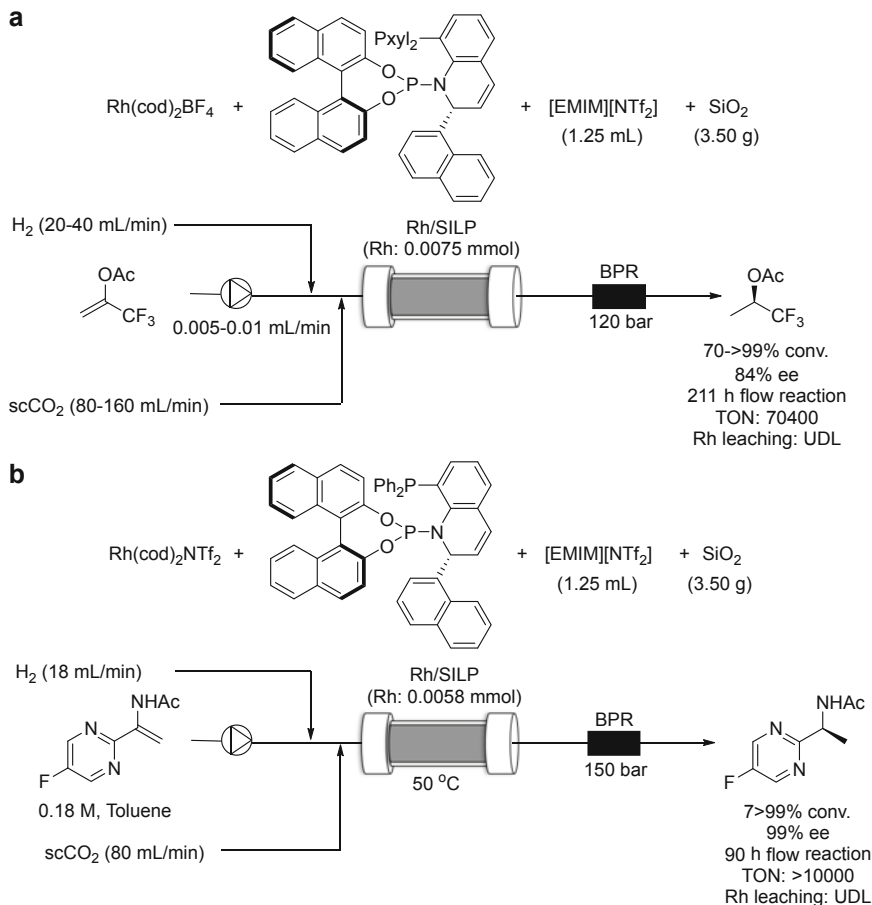 a
Pxyl2
O
P N
O
Rh(cod)2BF4 + + [EMIM][NTf2] + SiO2
(1.25 mL) (3.50 g)
H2 (20-40 mL/min)
Rh/SILP
(Rh: 0.0075 mmol)
OAc
CF3
0.005-0.01 mL/min
BPR
120 bar
OAc
CF3
scCO2 (80-160 mL/min)
70->99% conv.
84% ee
211 h flow reaction
TON: 70400
Rh leaching: UDL
b
Ph2P
O
P N
O
Rh(cod)2NTf2 + + [EMIM][NTf2] + SiO2
(1.25 mL) (3.50 g)
H2 (18 mL/min)
Rh/SILP
(Rh: 0.0058 mmol)
NHAc
N
N
F
0.18 M, Toluene
50 °C
BPR
150 bar
NHAc
N
N
F
scCO2 (80 mL/min)
7>99% conv.
99% ee
90 h flow reaction
TON: >10000
Rh leaching: UDL